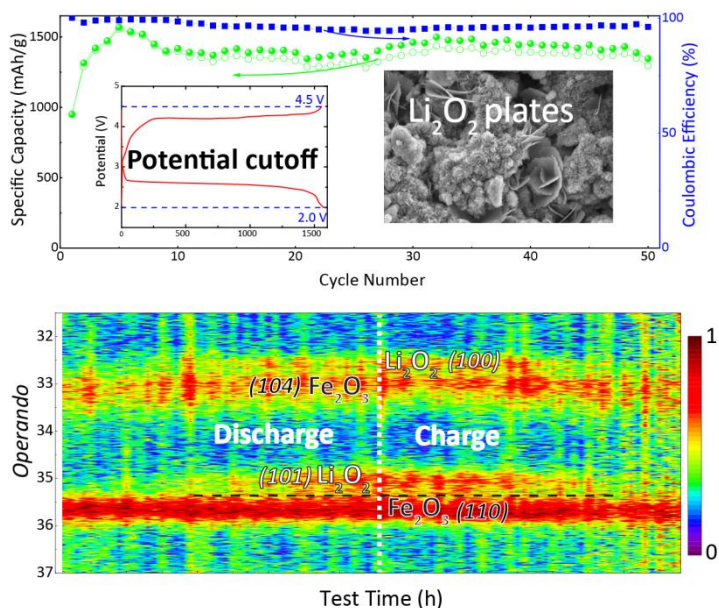 1500
1000
500
0
Specific Capacity (mAh/g)
100
50
0
Coulombic Efficiency (%)
0
10
20
30
40
50
Cycle Number
5
4
3
2
Potential (V)
0
500
1000
1500
4.5 V
Potential cutoff
2.0 V
Li₂O₂ plates
Operando
32
33
34
35
36
37
Li₂O₂ (100)
(104) Fe₂O₃
Discharge
Charge
(101) Li₂O₂
Fe₂O₃ (110)
1
0
Test Time (h)